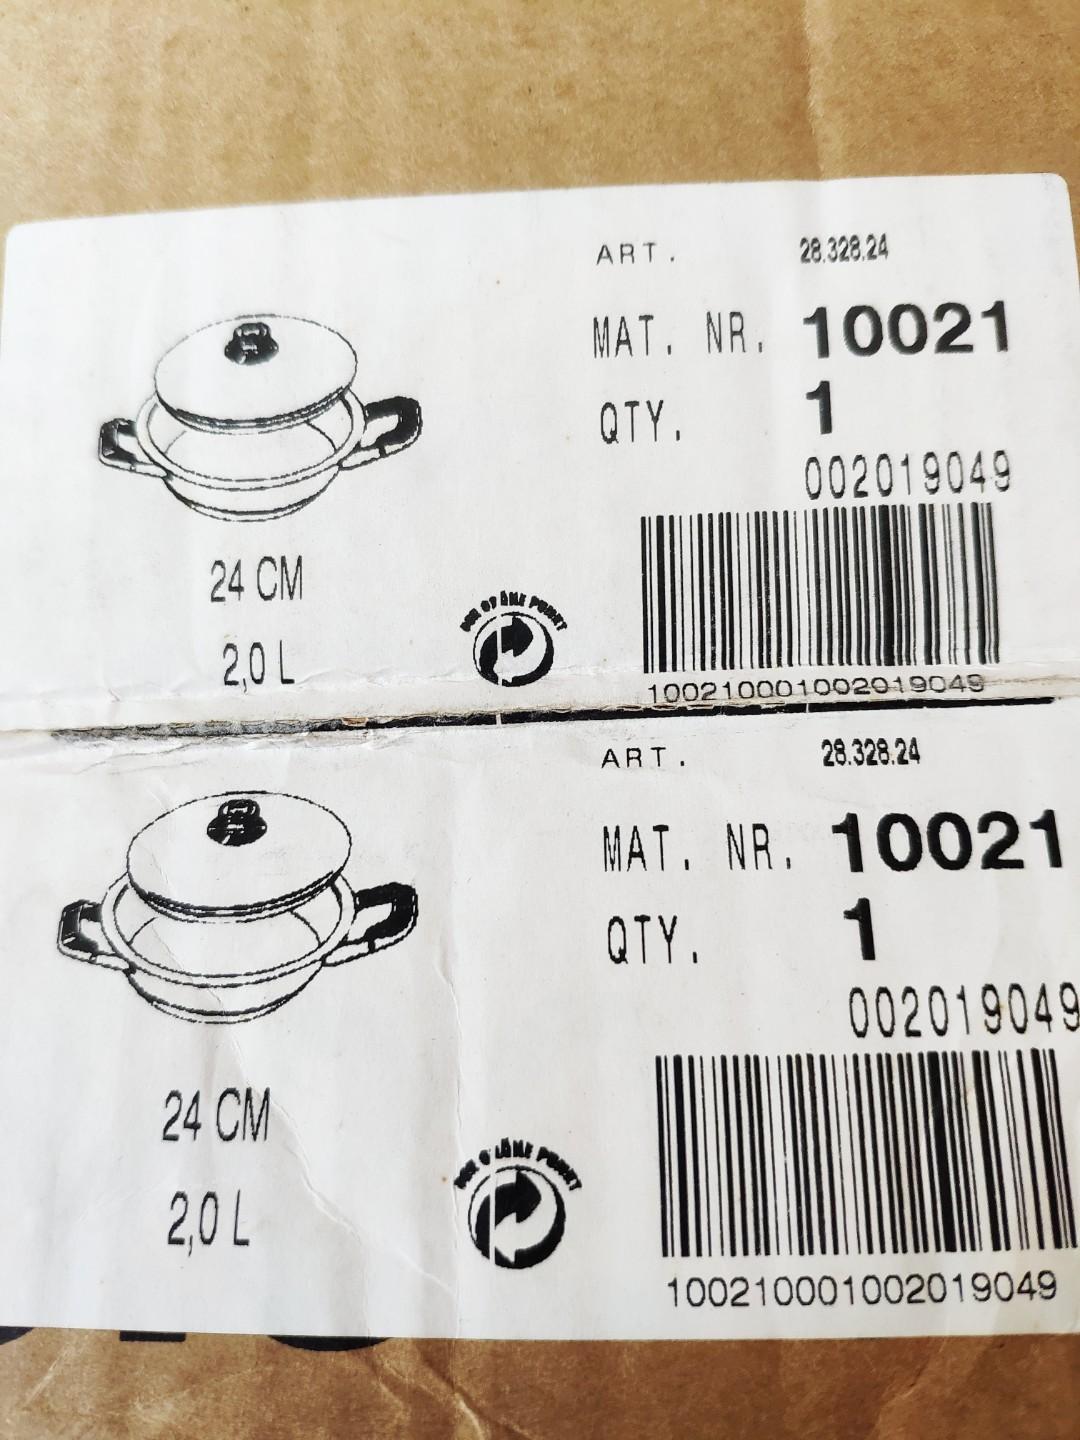 ART. 28.328.24
MAT. NR. 10021
QTY. 1
002019049
24 CM
2,0 L
100210001002019049
ART. 28.328.24
MAT. NR. 10021
QTY. 1
002019049
24 CM
2,0 L
100210001002019049